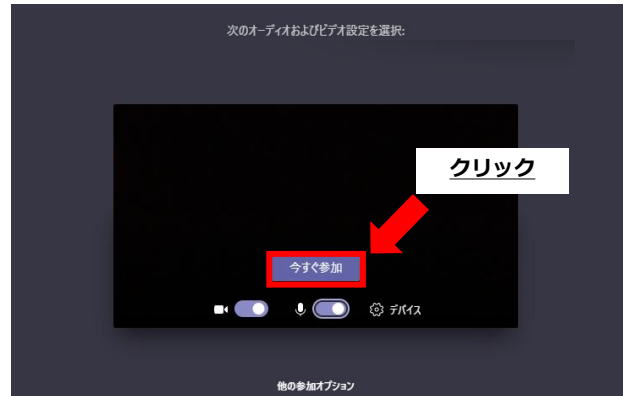 次のオーディオおよびビデオ設定を選択:
クリック
今すぐ参加
デバイス
他の参加オプション